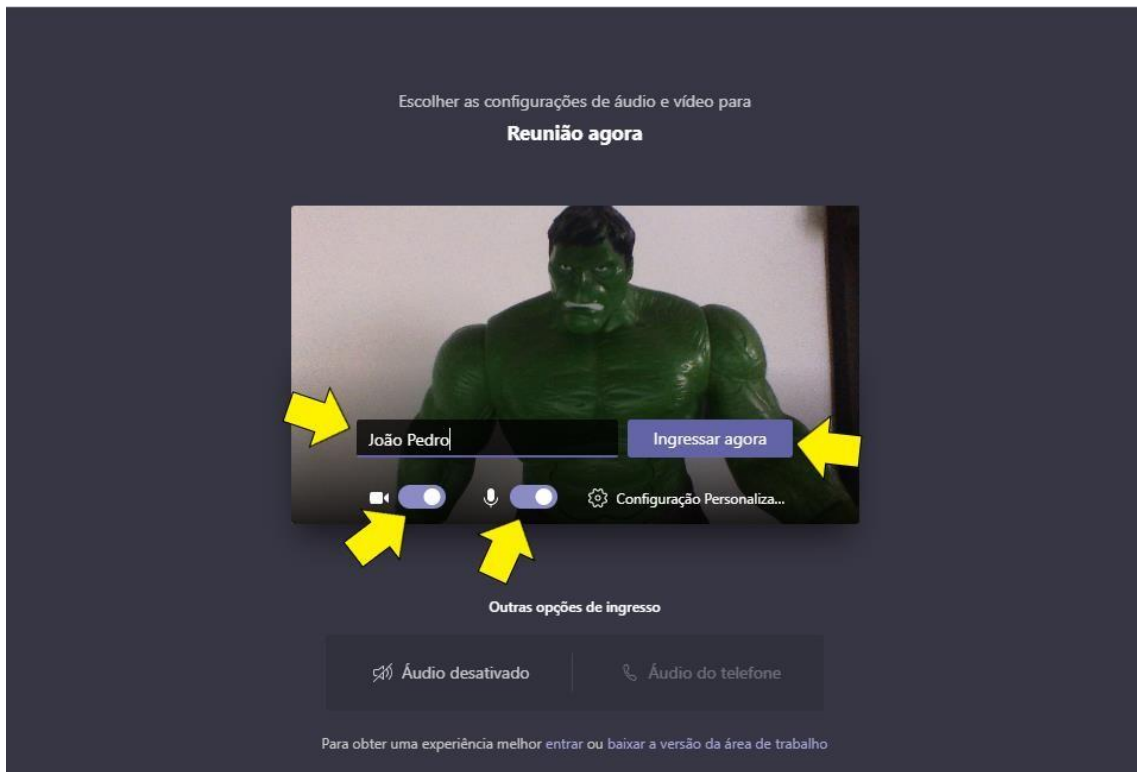 Escolher as configurações de áudio e vídeo para
Reunião agora
João Pedro
Ingressar agora
Configuração Personaliza...
Outras opções de ingresso
Áudio desativado
Áudio do telefone
Para obter uma experiência melhor entrar ou baixar a versão da área de trabalho